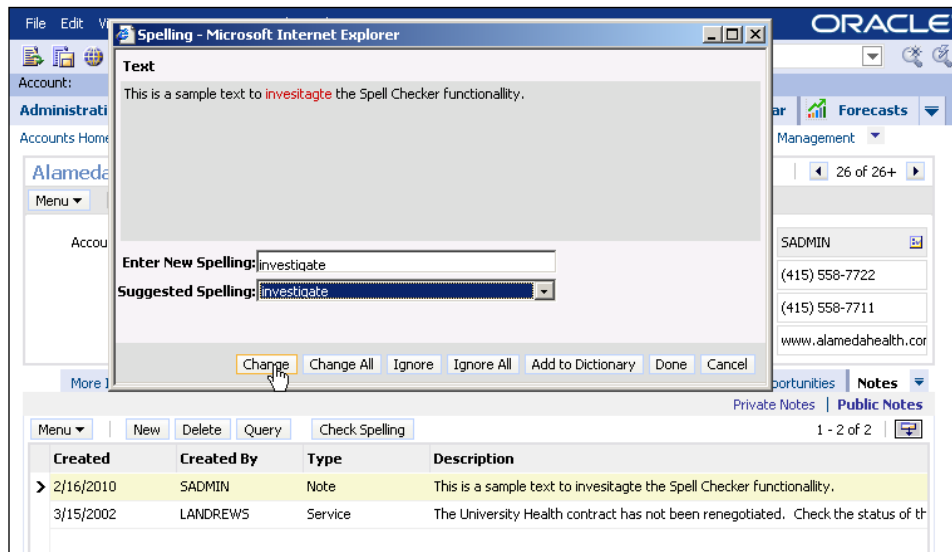 File Edit
ORACLE
Spelling - Microsoft Internet Explorer
Text
This is a sample text to invesitagte the Spell Checker functionallity.
Account:
Administrati
ar Forecasts
Accounts Home
Management
Alameda
26 of 26+
Menu
Accou
SADMIN
(415) 558-7722
(415) 558-7711
www.alamedahealth.cor
Enter New Spelling: investigate
Suggested Spelling: investigate
Change Change All Ignore Ignore All Add to Dictionary Done Cancel
More
portunities Notes
Private Notes | Public Notes
Menu New Delete Query Check Spelling 1 - 2 of 2
Created Created By Type Description
2/16/2010 SADMIN Note This is a sample text to invesitagte the Spell Checker functionallity.
3/15/2002 LANDREWS Service The University Health contract has not been renegotiated. Check the status of th